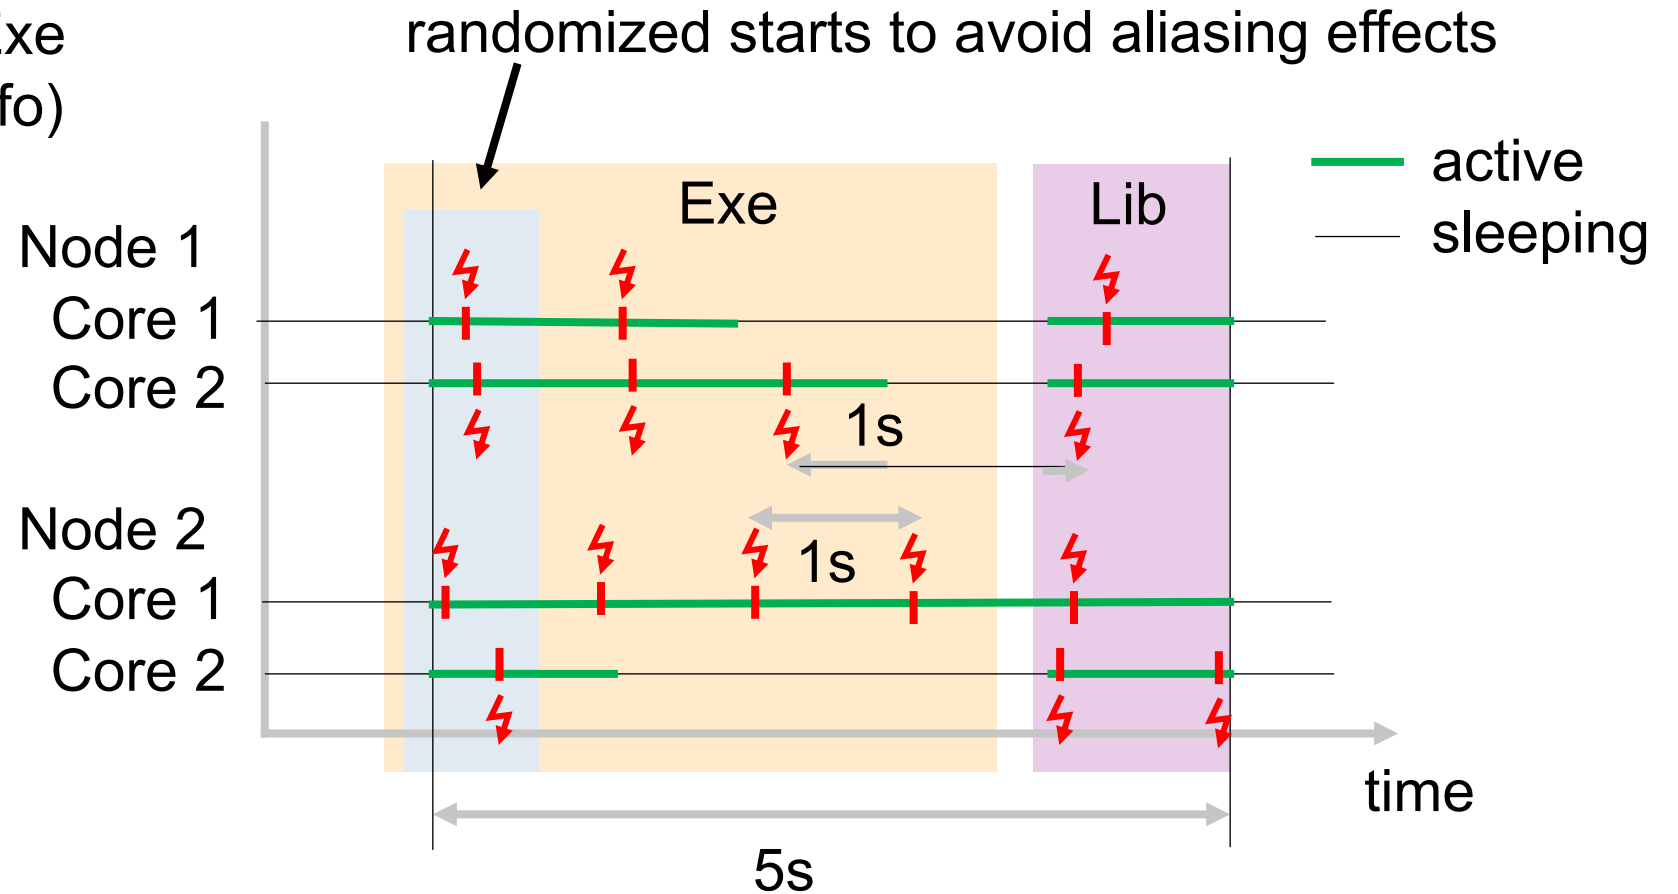 xe
randomized starts to avoid aliasing effects
fo)
active
Exe
Lib
sleeping
Node 1
Core 1
Core 2
1s
Node 2
1s
Core 1
Core 2
time
5s